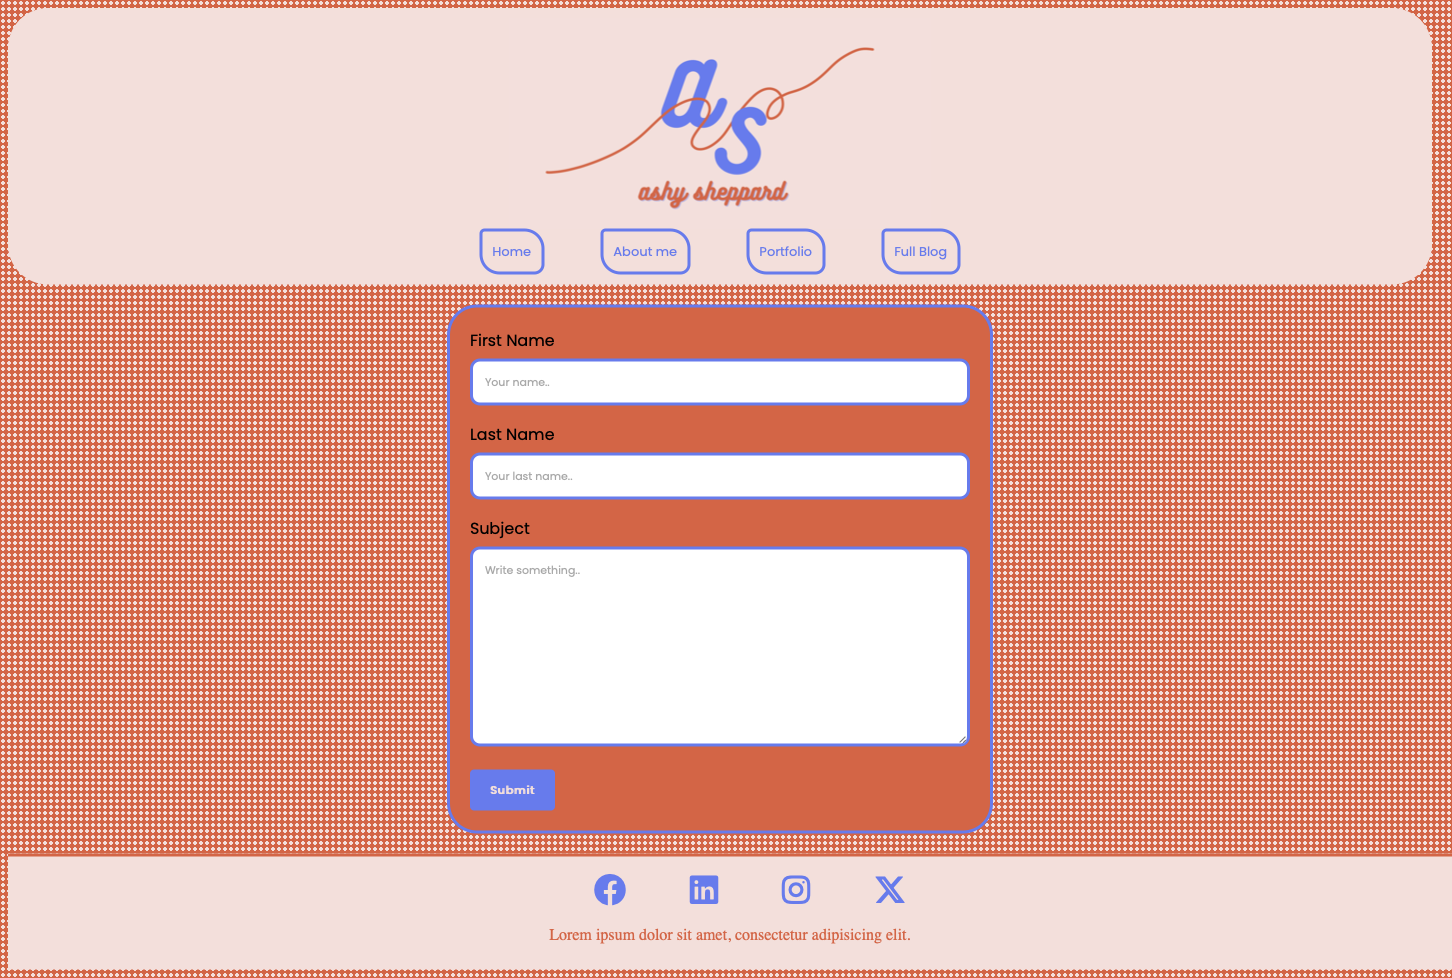 as
ashy sheppard
Home About me Portfolio Full Blog
First Name
Your name..
Last Name
Your last name..
Subject
Write something..
Submit
Lorem ipsum dolor sit amet, consectetur adipisicing elit.